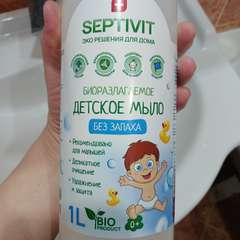 SEPTIVIT
ЭКО РЕШЕНИЯ ДЛЯ ДОМА
БИОРАЗЛАГАЕМОЕ
ДЕТСКОЕ МЫЛО
БЕЗ ЗАПАХА
• Рекомендовано для малышей
• Деликатное очищение
• Увлажнение и защита
1L
BIO
PRODUCT
0+